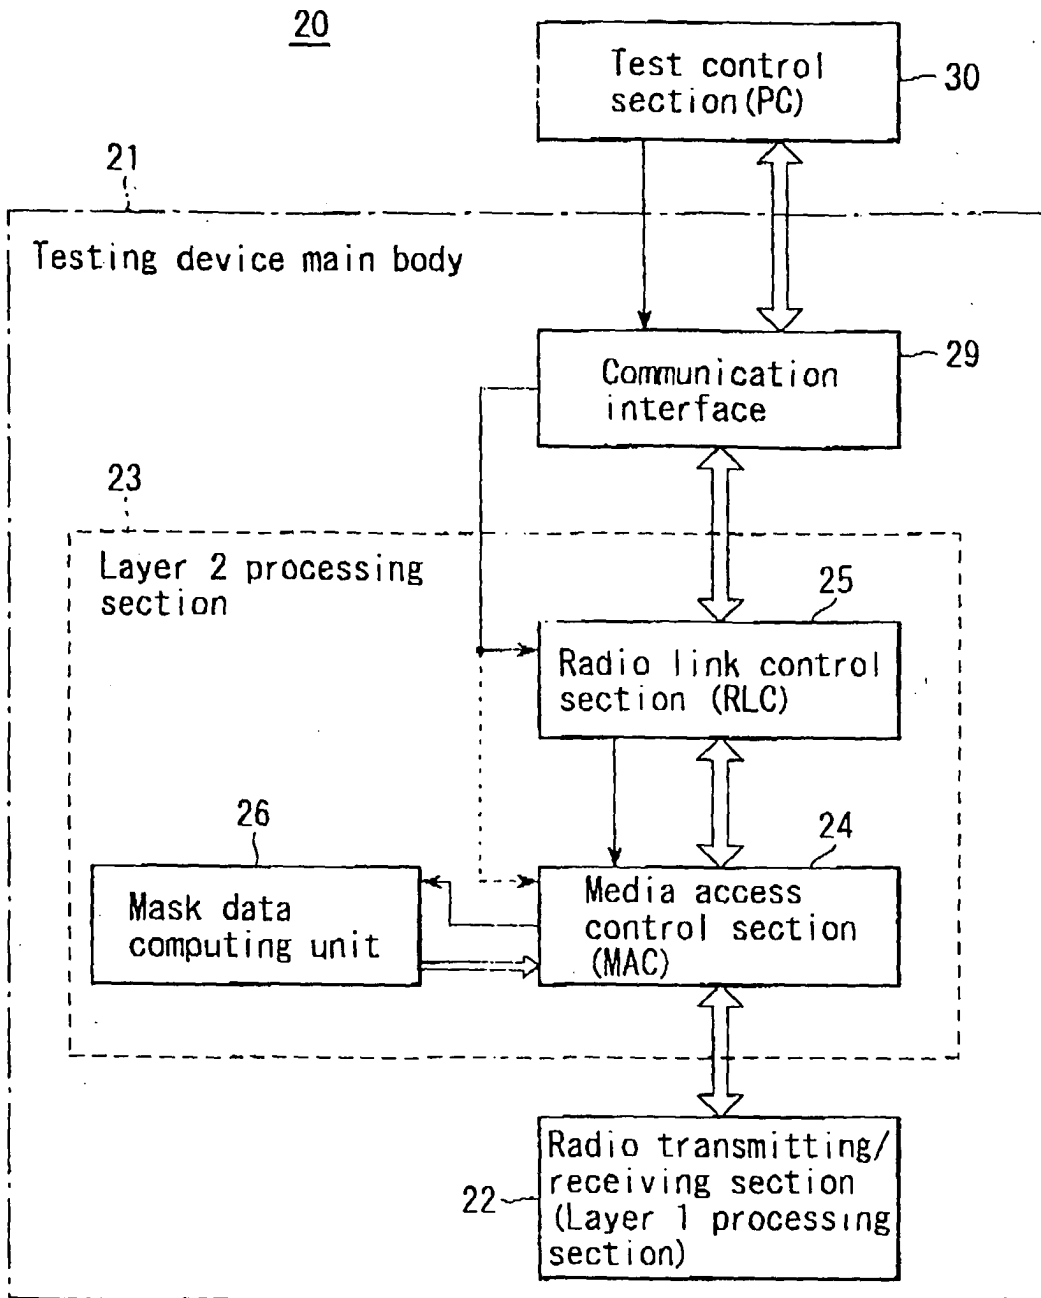 20
Test control
section(PC)
30
21
Testing device main body
29
Communication
interface
23
Layer 2 processing
section
25
Radio link control
section (RLC)
26
24
Mask data
computing unit
Media access
control section
(MAC)
Radio transmitting/
receiving section
(Layer 1 processing
section)
22